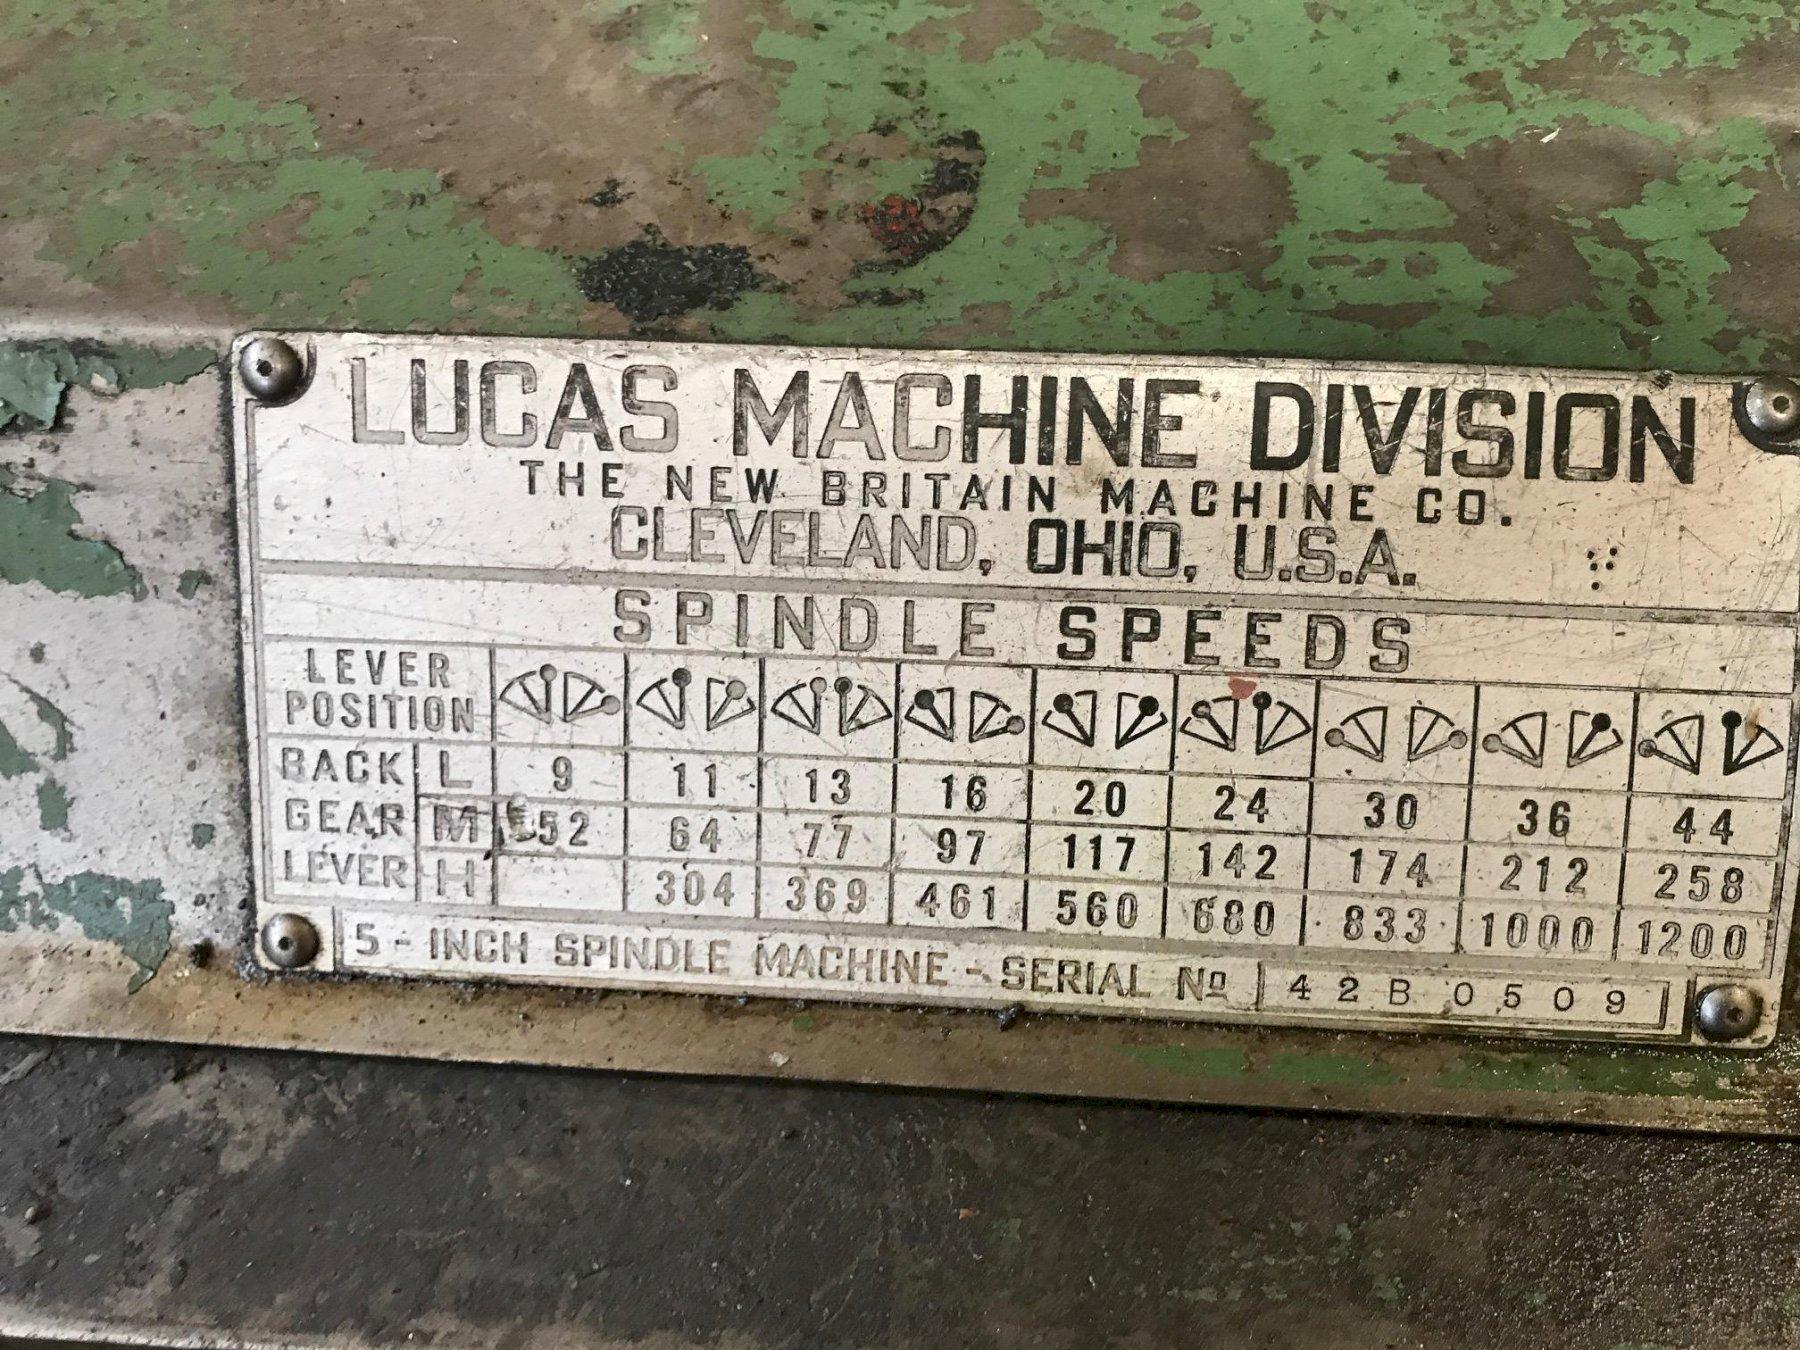 LUCAS MACHINE DIVISION
THE NEW BRITAIN MACHINE CO.
CLEVELAND, OHIO, U.S.A.
SPINDLE SPEEDS
LEVER
POSITION
BACK GEAR LEVER
L 9 11 13 16 20 24 30 36 44
M 52 64 77 97 117 142 174 212 258
H 304 369 461 560 680 833 1000 1200
5-INCH SPINDLE MACHINE - SERIAL Nº 42B0509